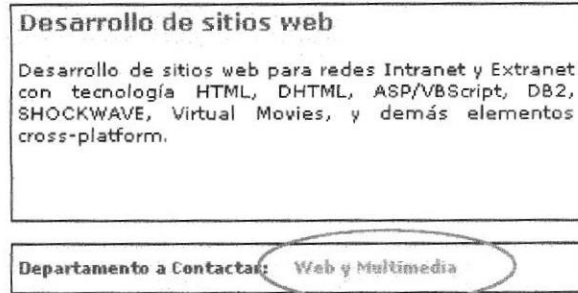 Desarrollo de sitios web
Desarrollo de sitios web para redes Intranet y Extranet
con tecnología HTML, DHTML, ASP/VBScript, DB2,
SHOCKWAVE, Virtual Movies, y demás elementos
cross-platform.
Departamento a Contactar: Web y Multimedia